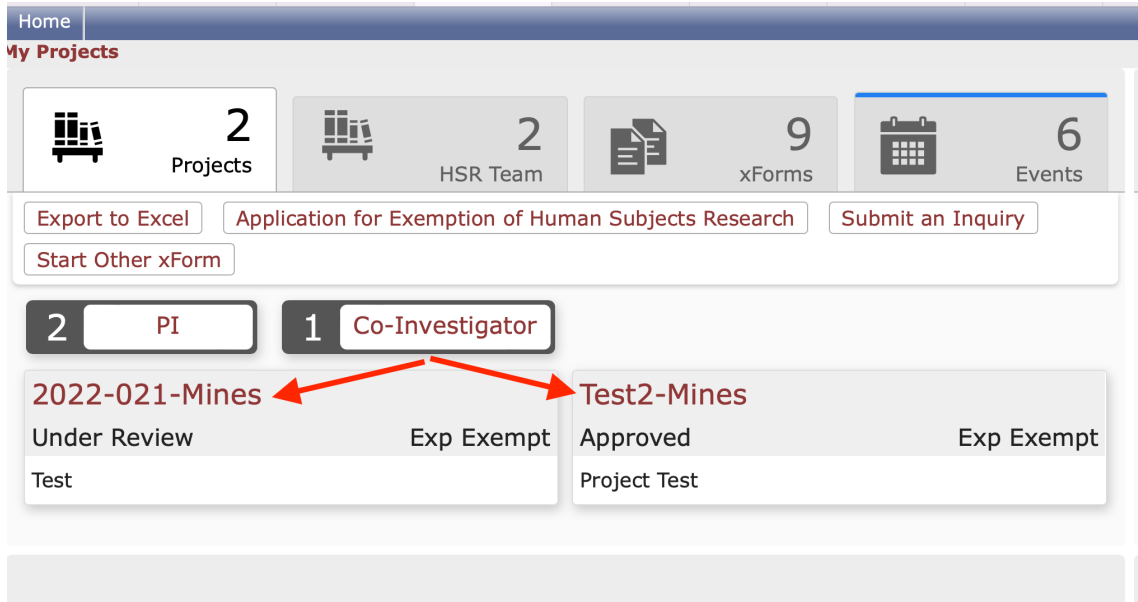 Home
My Projects
2
Projects
2
HSR Team
9
xForms
6
Events
Export to Excel
Application for Exemption of Human Subjects Research
Submit an Inquiry
Start Other xForm
2 PI
1 Co-Investigator
2022-021-Mines
Under Review Exp Exempt
Test
Test2-Mines
Approved Exp Exempt
Project Test